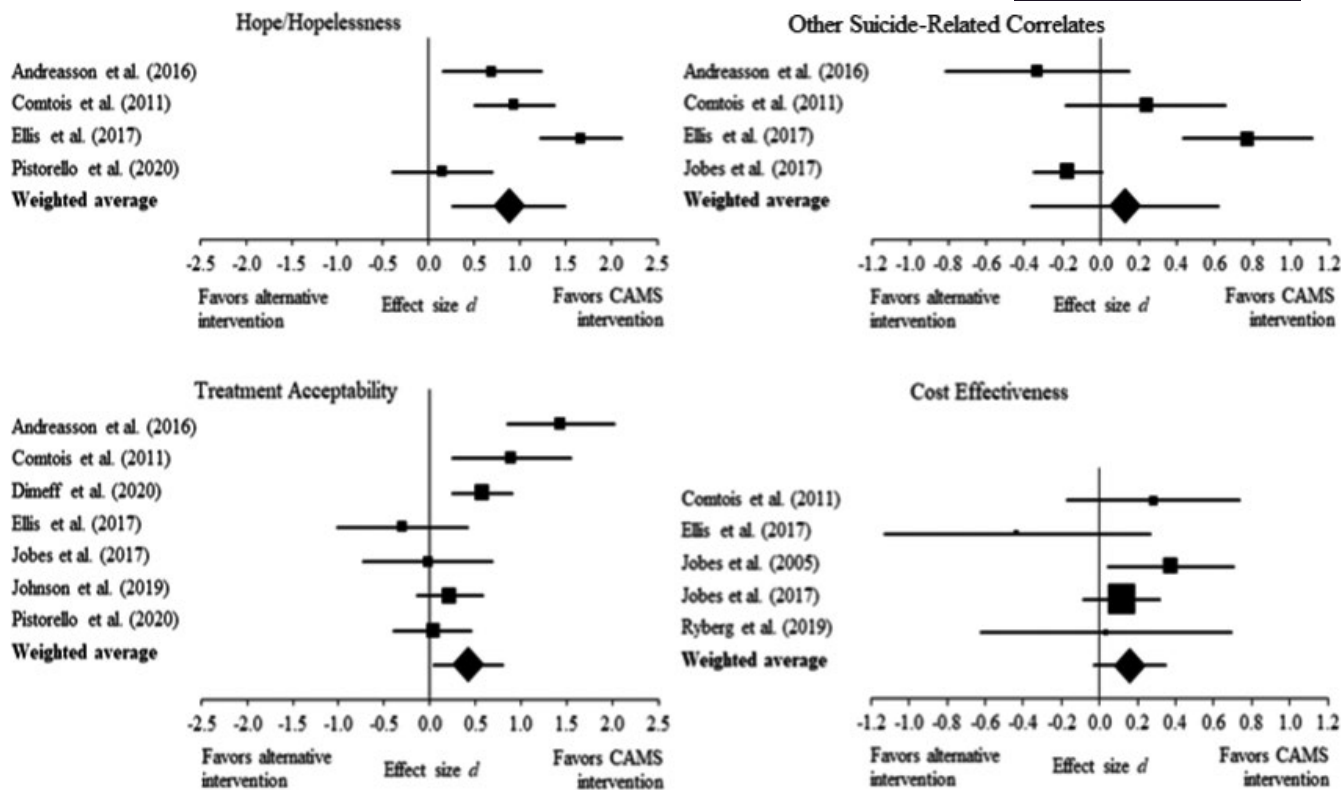 Hope/Hopelessness
Andreasson et al. (2016)
Comtois et al. (2011)
Ellis et al. (2017)
Pistorello et al. (2020)
Weighted average
-2.5 -2.0 -1.5 -1.0 -0.5 0.0 0.5 1.0 1.5 2.0 2.5
Favors alternative
intervention
Effect size d
Favors CAMS
intervention
Other Suicide-Related Correlates
Andreasson et al. (2016)
Comtois et al. (2011)
Ellis et al. (2017)
Jobes et al. (2017)
Weighted average
-1.2 -1.0 -0.8 -0.6 -0.4 -0.2 0.0 0.2 0.4 0.6 0.8 1.0 1.2
Favors alternative
intervention
Effect size d
Favors CAMS
intervention
Treatment Acceptability
Andreasson et al. (2016)
Comtois et al. (2011)
Dimeff et al. (2020)
Ellis et al. (2017)
Jobes et al. (2017)
Johnson et al. (2019)
Pistorello et al. (2020)
Weighted average
-2.5 -2.0 -1.5 -1.0 -0.5 0.0 0.5 1.0 1.5 2.0 2.5
Favors alternative
intervention
Effect size d
Favors CAMS
intervention
Cost Effectiveness
Comtois et al. (2011)
Ellis et al. (2017)
Jobes et al. (2005)
Jobes et al. (2017)
Ryberg et al. (2019)
Weighted average
-1.2 -1.0 -0.8 -0.6 -0.4 -0.2 0.0 0.2 0.4 0.6 0.8 1.0 1.2
Favors alternative
intervention
Effect size d
Favors CAMS
intervention